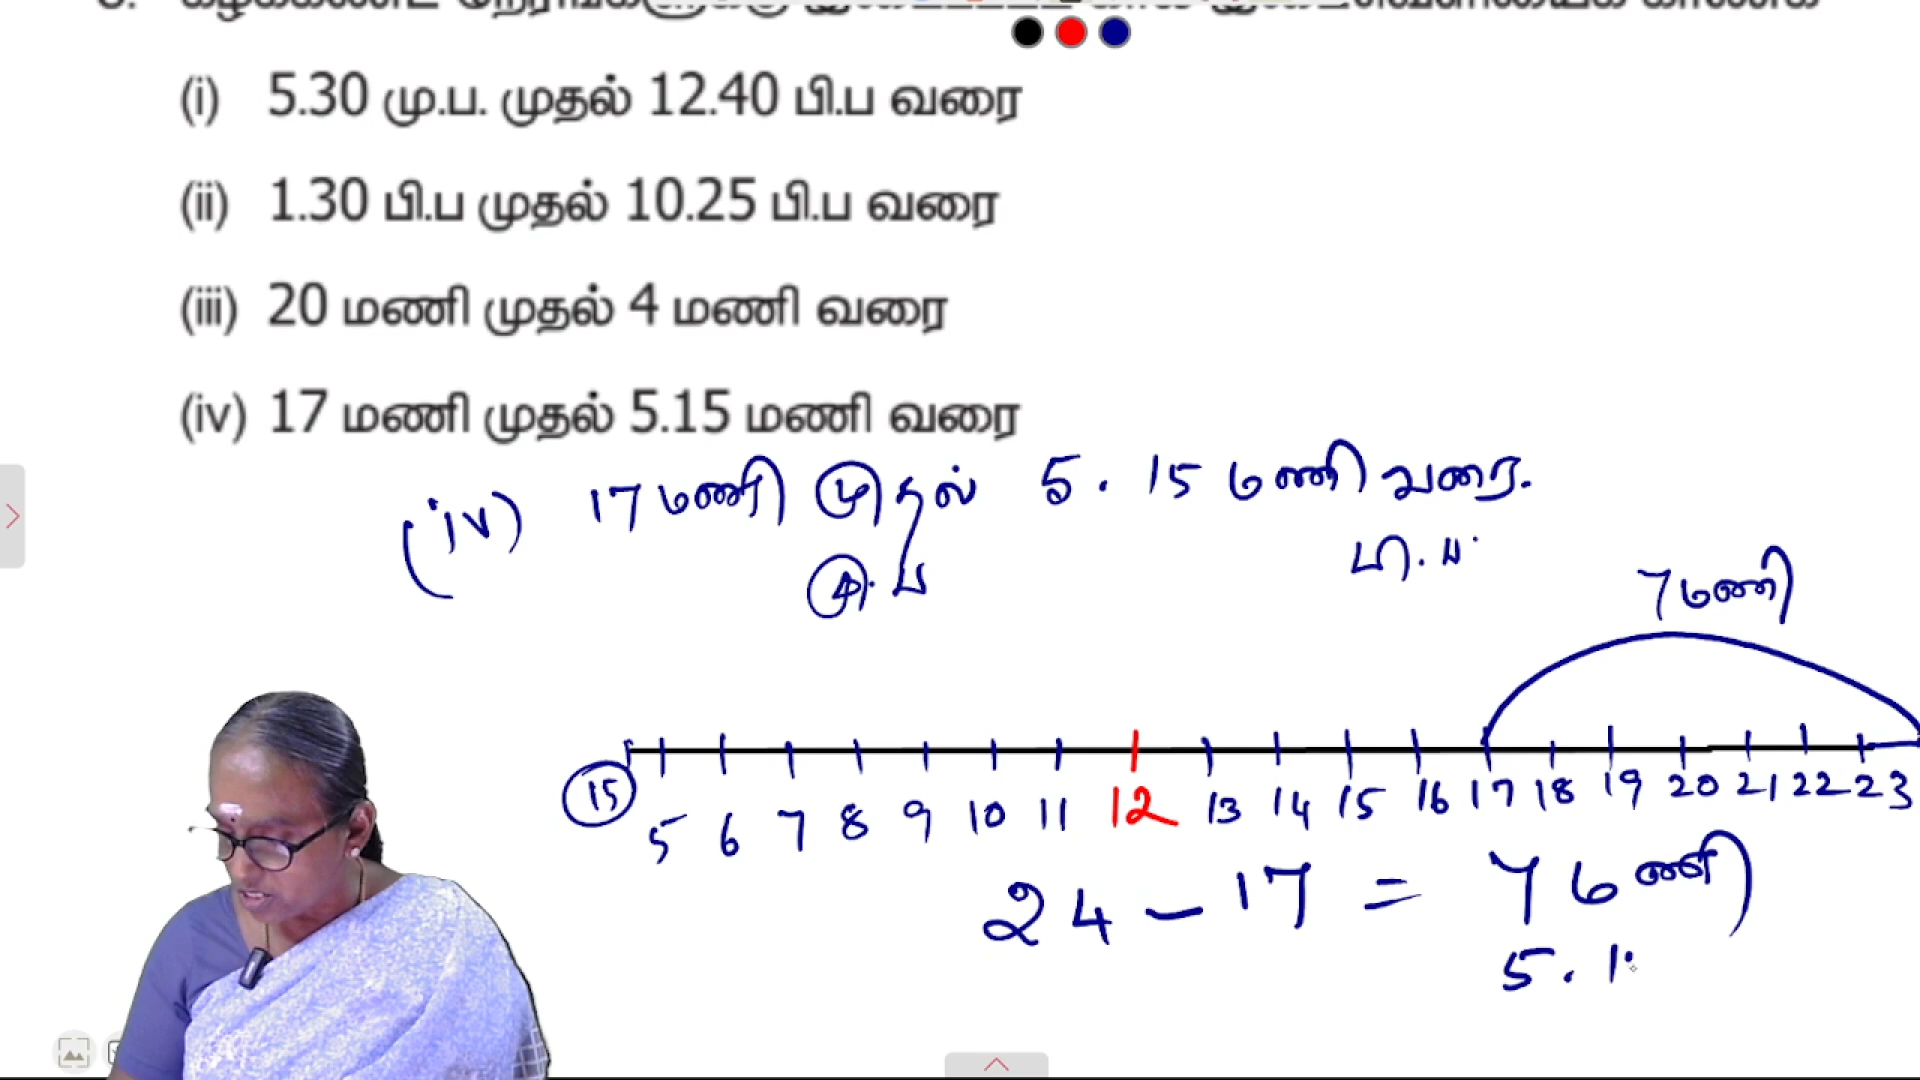 (i) 5.30 மு.ப. முதல் 12.40 பி.ப வரை
(ii) 1.30 பி.ப முதல் 10.25 பி.ப வரை
(iii) 20 மணி முதல் 4 மணி வரை
(iv) 17 மணி முதல் 5.15 மணி வரை
(iv) 17 மணி முதல் 5.15 மணி வரை.
மு.ப பி.ப.
7 மணி
15 5 6 7 8 9 10 11 12 13 14 15 16 17 18 19 20 21 22 23
24 - 17 = 7 மணி
5.1